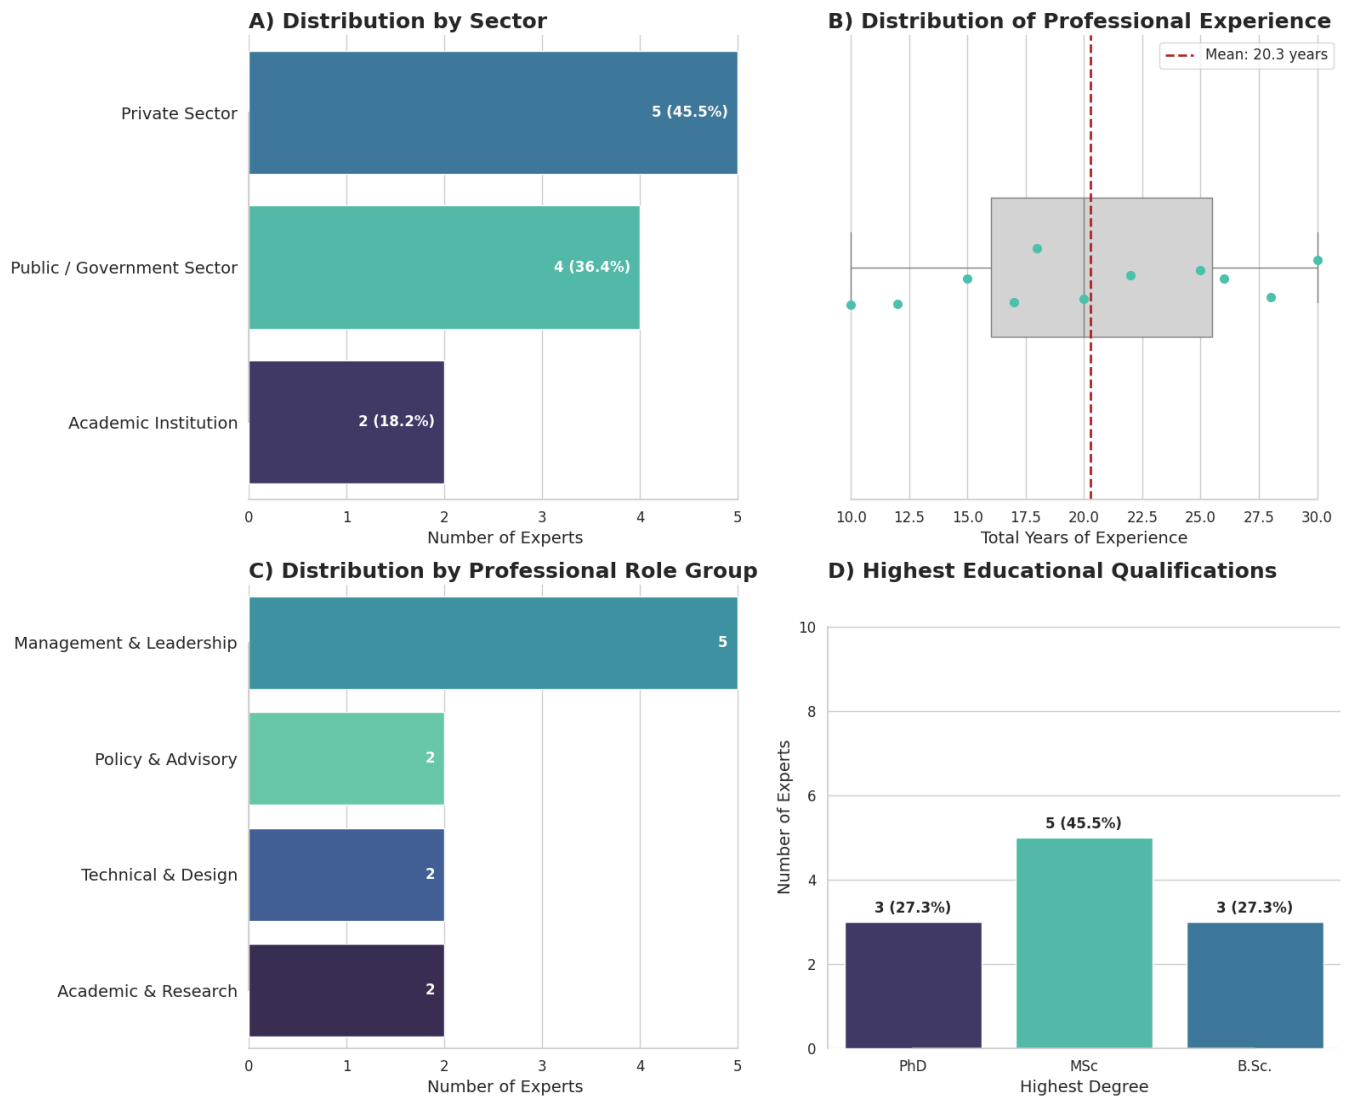 A) Distribution by Sector
Private Sector
5 (45.5%)
Public / Government Sector
4 (36.4%)
Academic Institution
2 (18.2%)
0 1 2 3 4 5
Number of Experts
B) Distribution of Professional Experience
Mean: 20.3 years
10.0 12.5 15.0 17.5 20.0 22.5 25.0 27.5 30.0
Total Years of Experience
C) Distribution by Professional Role Group
Management & Leadership
5
Policy & Advisory
2
Technical & Design
2
Academic & Research
2
0 1 2 3 4 5
Number of Experts
D) Highest Educational Qualifications
Number of Experts
10
8
6
4
2
0
3 (27.3%)
5 (45.5%)
3 (27.3%)
PhD MSc B.Sc.
Highest Degree